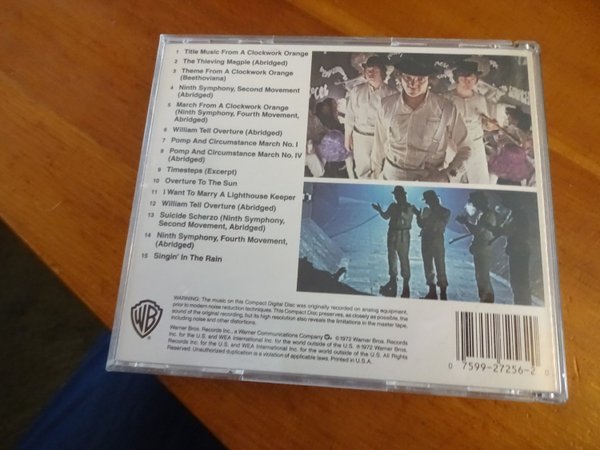 1 Title Music From A Clockwork Orange
2 The Thieving Magpie (Abridged)
3 Theme From A Clockwork Orange
(Beethoviana)
4 Ninth Symphony, Second Movement
(Abridged)
5 March From A Clockwork Orange
(Ninth Symphony, Fourth Movement,
Abridged)
6 William Tell Overture (Abridged)
7 Pomp And Circumstance March No. I
8 Pomp And Circumstance March No. IV
(Abridged)
9 Timesteps (Excerpt)
10 Overture To The Sun
11 I Want To Marry A Lighthouse Keeper
12 William Tell Overture (Abridged)
13 Suicide Scherzo (Ninth Symphony,
Second Movement, Abridged)
14 Ninth Symphony, Fourth Movement,
(Abridged)
15 Singin' In The Rain
WB
WARNING: The music on this Compact Digital Disc was originally recorded on analog equipment,
prior to modern noise reduction techniques. This Compact Disc preserves, as closely as possible, the
sound of the original recording, but its high resolution also reveals the limitations in the master tape,
including noise and other distortions.
Warner Bros. Records Inc., a Warner Communications Company ©1972 Warner Bros. Records
Inc. for the U.S. and WEA International Inc. for the world outside of the U.S. ℗ 1972 Warner Bros.
Records Inc. for the U.S. and WEA International Inc. for the world outside of the U.S. All Rights
Reserved. Unauthorized duplication is a violation of applicable laws. Printed in U.S.A.
0 7599-27256-2 0